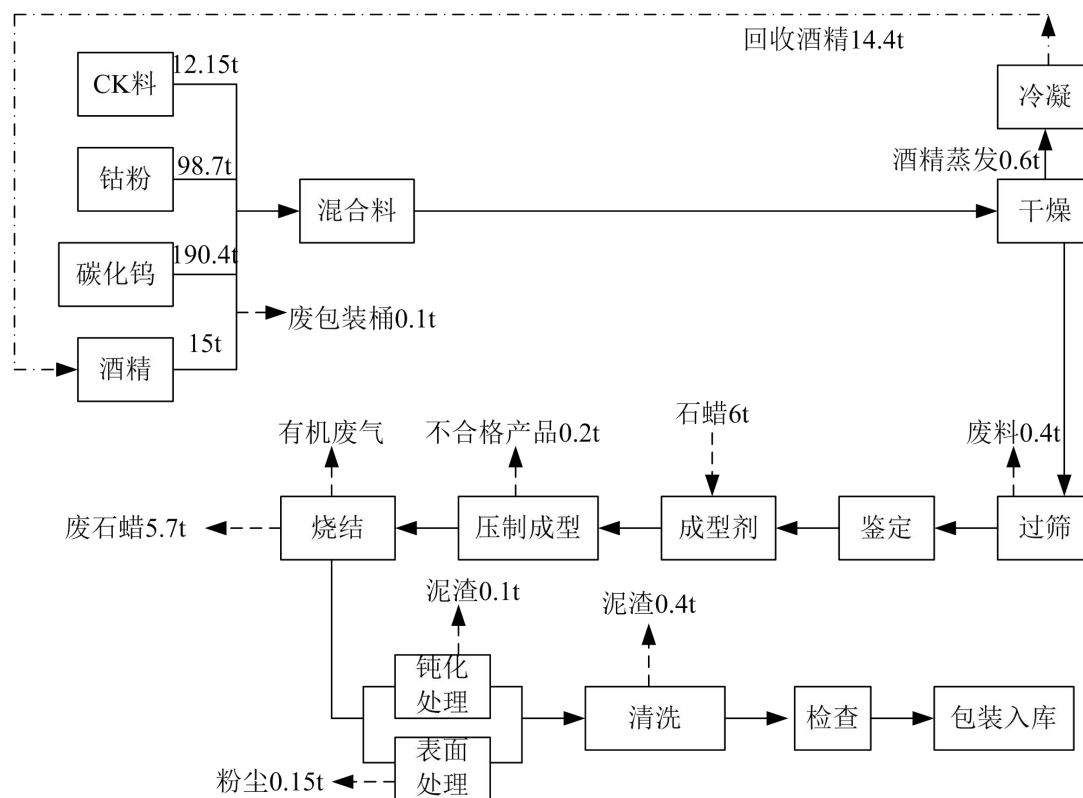 回收酒精14.4t
12.15t
CK料
冷凝
98.7t
酒精蒸发0.6t
钴粉
混合料
干燥
190.4t
碳化钨
废包装桶0.1t
15t
酒精
石蜡6t
有机废气
不合格产品0.2t
废料0.4t
废石蜡5.7t
烧结
压制成型
成型剂
鉴定
过筛
泥渣0.1t
泥渣0.4t
钝化
处理
清洗
检查
包装入库
表面
处理
粉尘0.15t